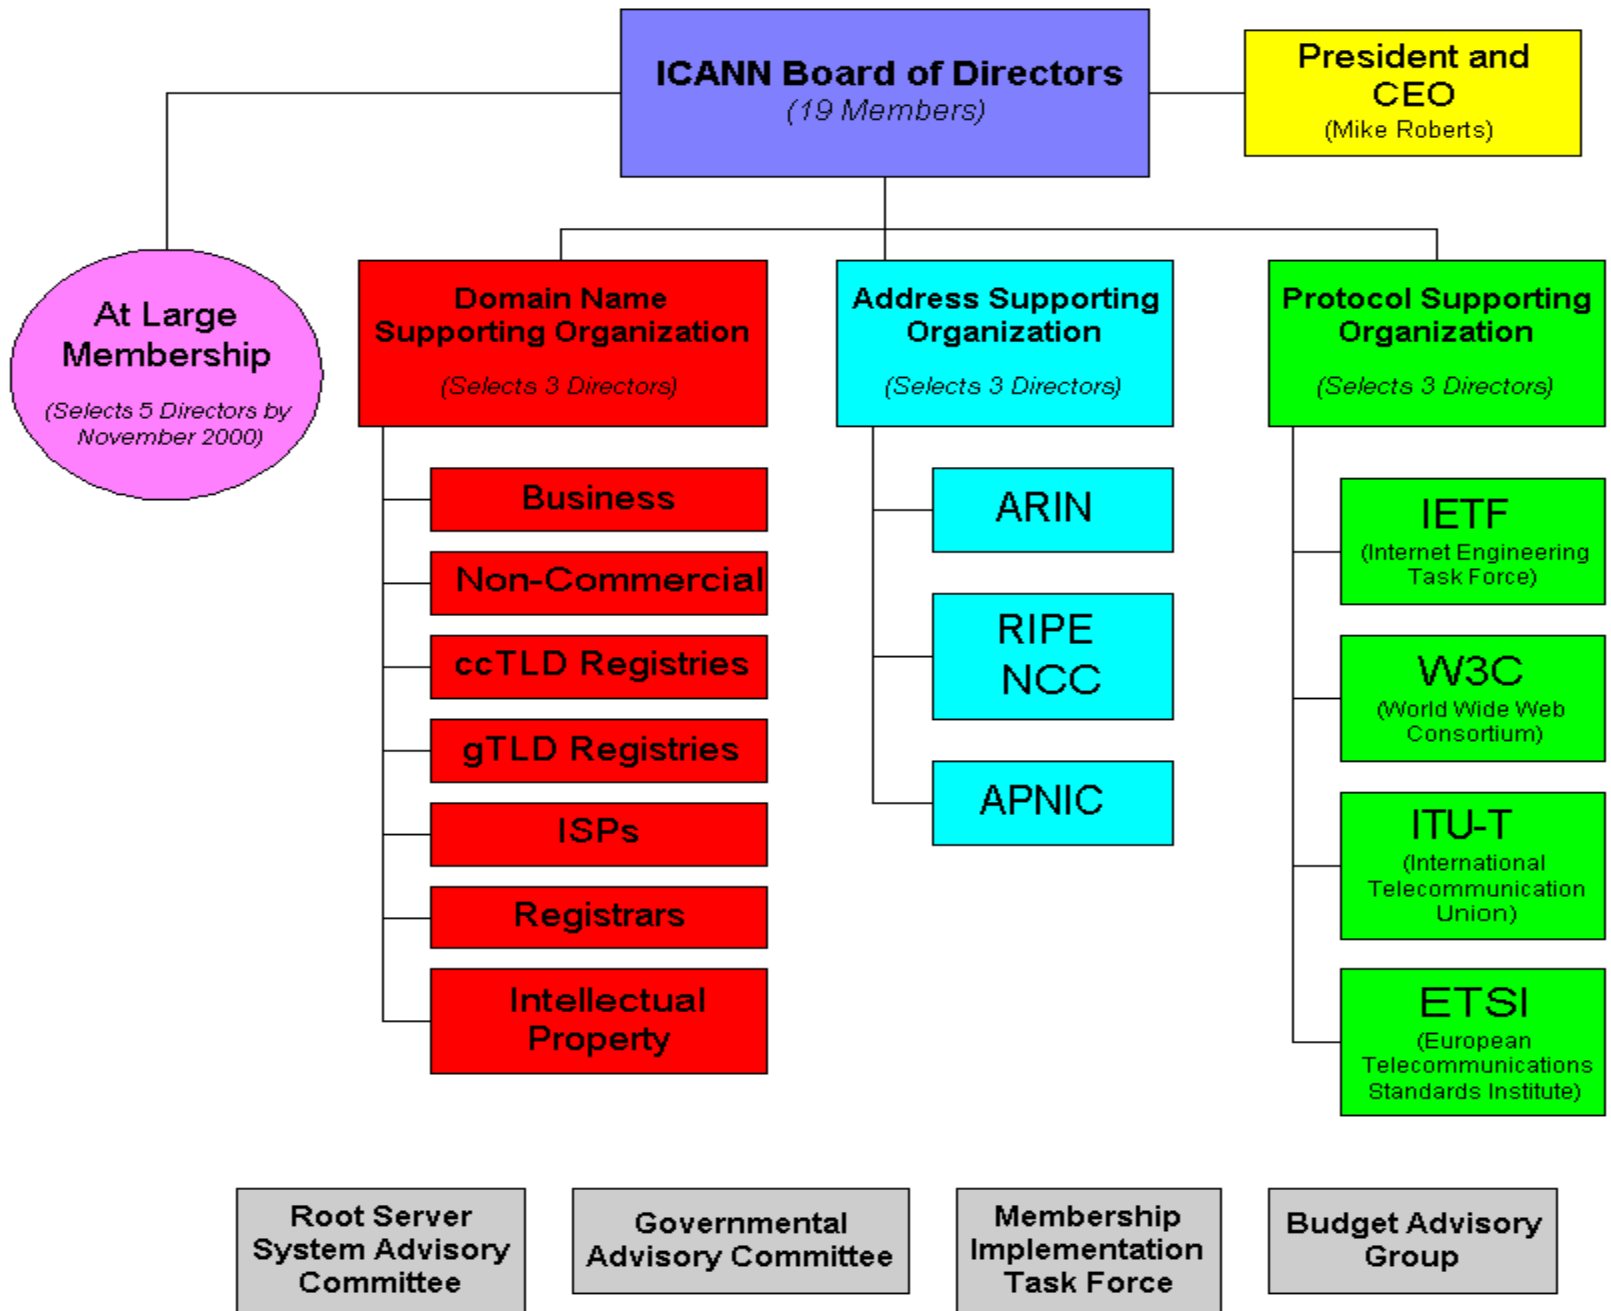 ICANN Board of Directors
(19 Members)
President and
CEO
(Mike Roberts)
At Large
Membership
(Selects 5 Directors by
November 2000)
Domain Name
Supporting Organization
(Selects 3 Directors)
Business
Non-Commercial
ccTLD Registries
gTLD Registries
ISPs
Registrars
Intellectual
Property
Address Supporting
Organization
(Selects 3 Directors)
ARIN
RIPE
NCC
APNIC
Protocol Supporting
Organization
(Selects 3 Directors)
IETF
(Internet Engineering
Task Force)
W3C
(World Wide Web
Consortium)
ITU-T
(International
Telecommunication
Union)
ETSI
(European
Telecommunications
Standards Institute)
Root Server
System Advisory
Committee
Governmental
Advisory Committee
Membership
Implementation
Task Force
Budget Advisory
Group